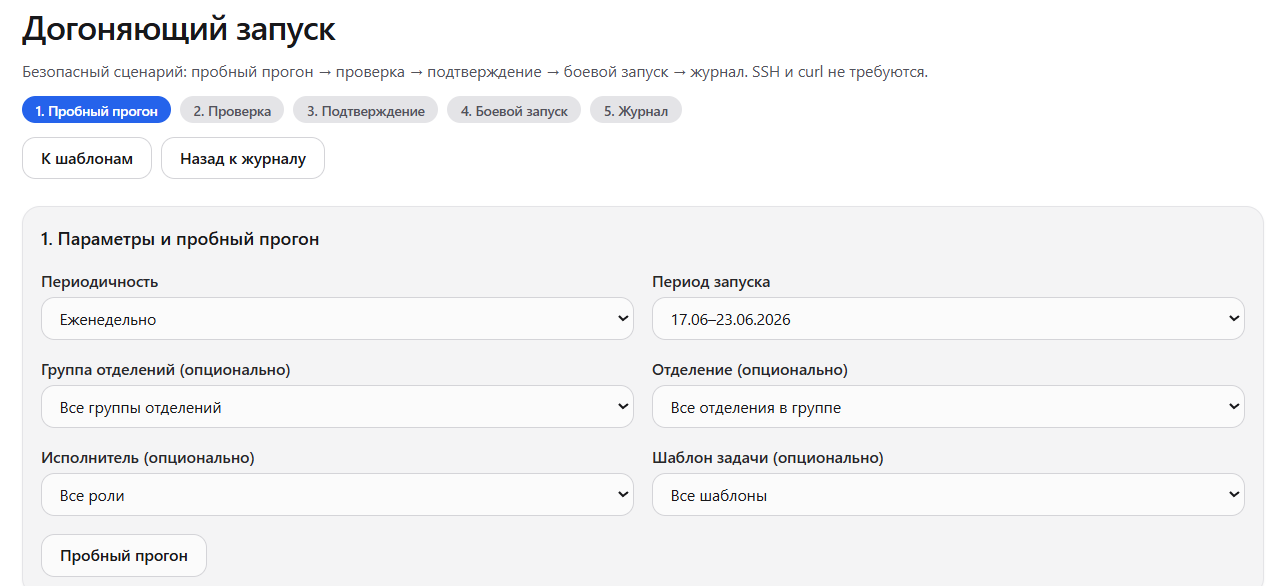 Догоняющий запуск
Безопасный сценарий: пробный прогон → проверка → подтверждение → боевой запуск → журнал. SSH и curl не требуются.
1. Пробный прогон 2. Проверка 3. Подтверждение 4. Боевой запуск 5. Журнал
К шаблонам Назад к журналу
1. Параметры и пробный прогон
Периодичность Период запуска
Еженедельно 17.06–23.06.2026
Группа отделений (опционально) Отделение (опционально)
Все группы отделений Все отделения в группе
Исполнитель (опционально) Шаблон задачи (опционально)
Все роли Все шаблоны
Пробный прогон